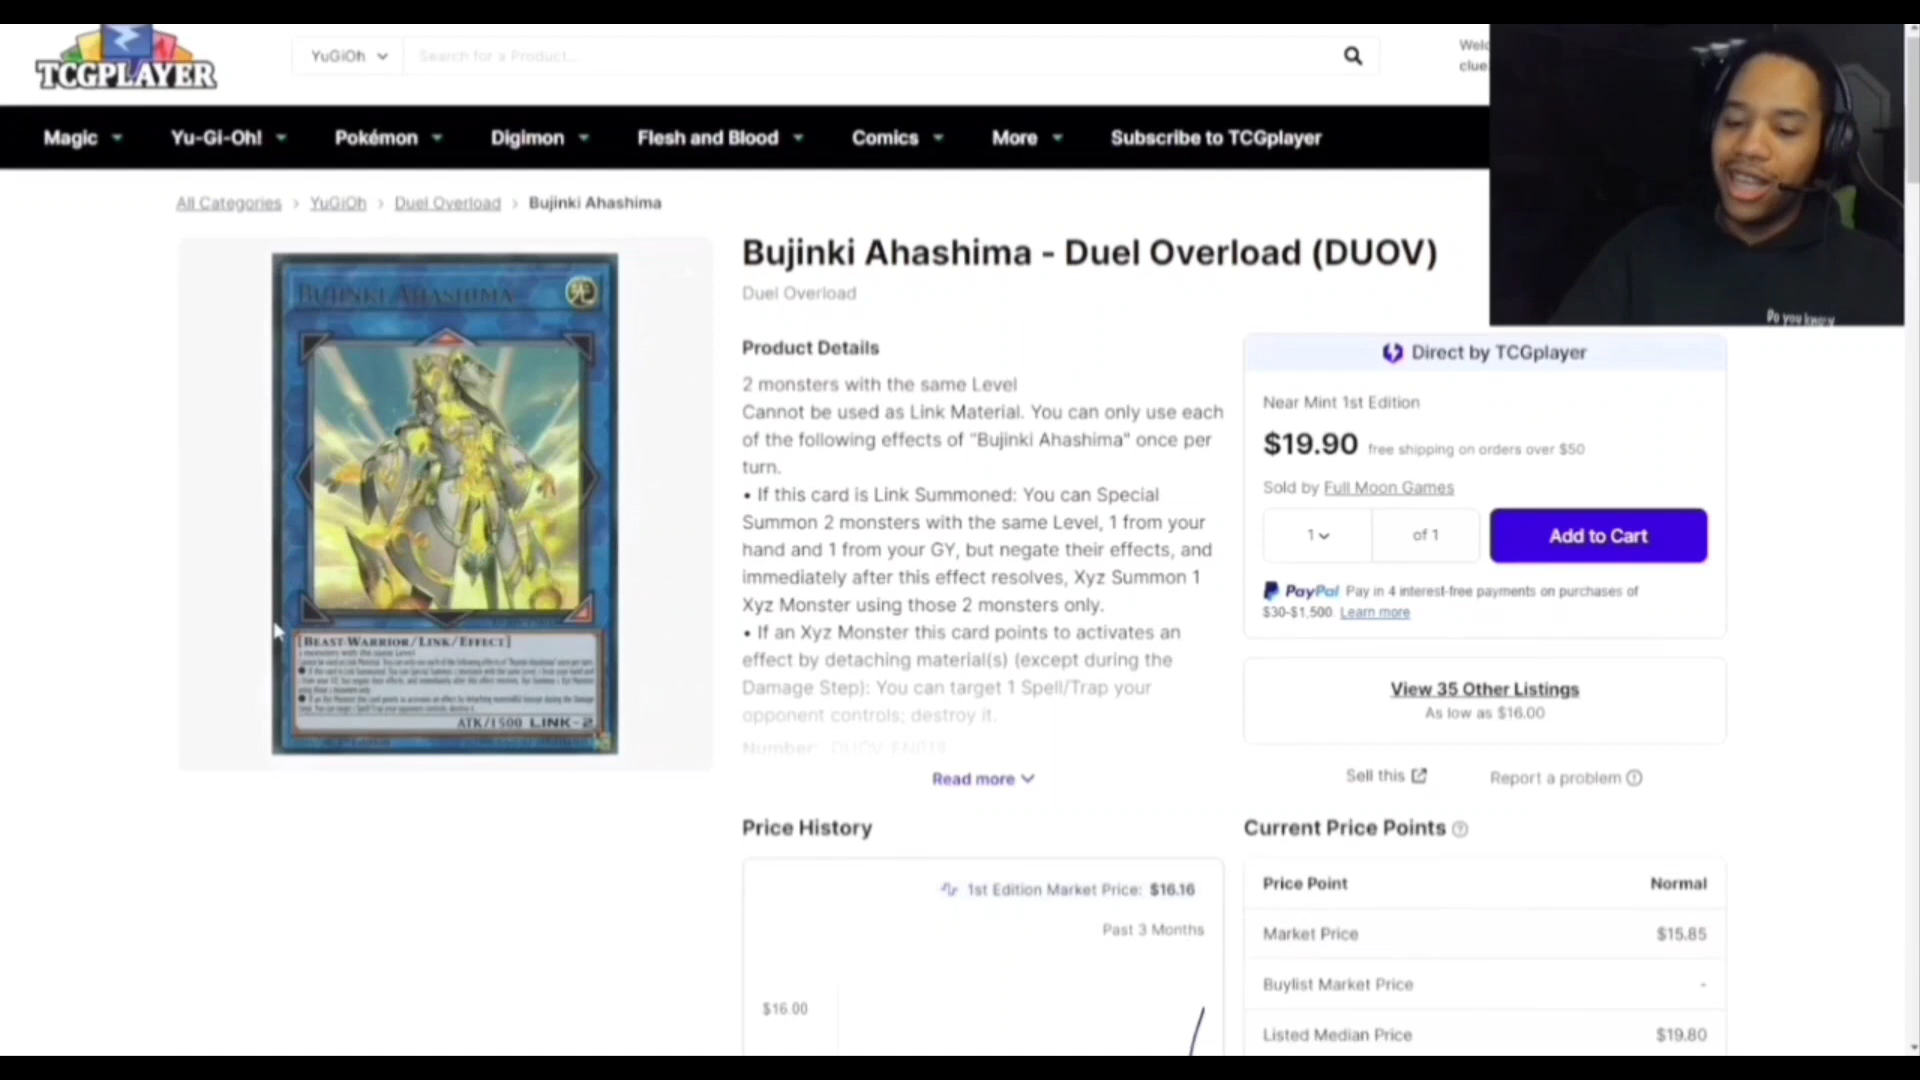 TCGPLAYER
YuGiOh
Search for a Product...
Welc
clue
Magic
Yu-Gi-Oh!
Pokémon
Digimon
Flesh and Blood
Comics
More
Subscribe to TCGplayer
All Categories > YuGiOh > Duel Overload > Bujinki Ahashima
Bujinki Ahashima - Duel Overload (DUOV)
Duel Overload
Do you know
BUJINKI AHASHIMA
[BEAST-WARRIOR/LINK/EFFECT]
ATK/1500 LINK-2
Product Details
2 monsters with the same Level
Cannot be used as Link Material. You can only use each
of the following effects of "Bujinki Ahashima" once per
turn.
• If this card is Link Summoned: You can Special
Summon 2 monsters with the same Level, 1 from your
hand and 1 from your GY, but negate their effects, and
immediately after this effect resolves, Xyz Summon 1
Xyz Monster using those 2 monsters only.
• If an Xyz Monster this card points to activates an
effect by detaching material(s) (except during the
Damage Step): You can target 1 Spell/Trap your
opponent controls; destroy it.
Number:
Read more
Direct by TCGplayer
Near Mint 1st Edition
$19.90 free shipping on orders over $50
Sold by Full Moon Games
1
of 1
Add to Cart
PayPal Pay in 4 interest-free payments on purchases of
$30-$1,500. Learn more
View 35 Other Listings
As low as $16.00
Sell this
Report a problem
Price History
1st Edition Market Price: $16.16
Past 3 Months
$16.00
Current Price Points
Price Point Normal
Market Price $15.85
Buylist Market Price -
Listed Median Price $19.80